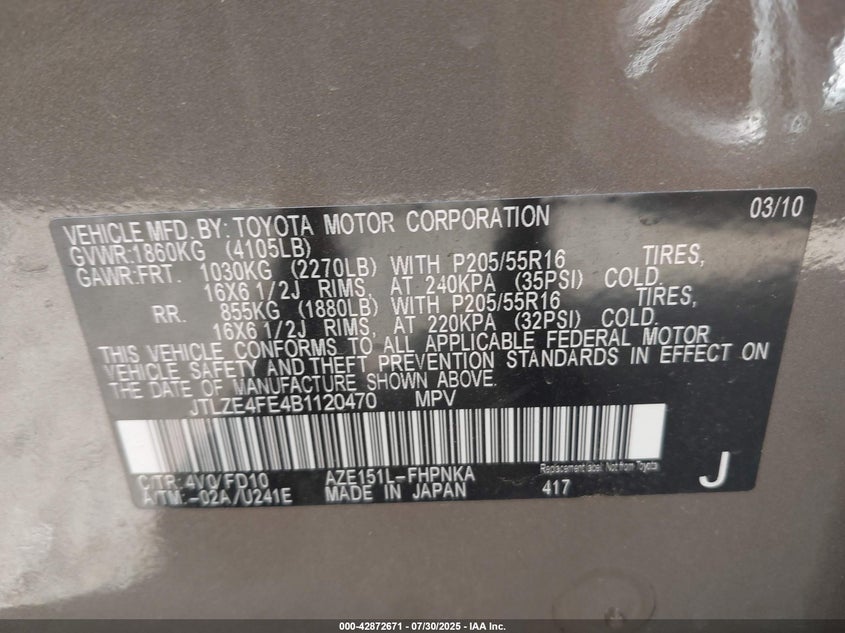 VEHICLE MFD. BY: TOYOTA MOTOR CORPORATION 03/10
GVWR:1860KG (4105LB)
GAWR:FRT. 1030KG (2270LB) WITH P205/55R16 TIRES,
16X6 1/2J RIMS, AT 240KPA (35PSI) COLD.
RR. 855KG (1880LB) WITH P205/55R16 TIRES,
16X6 1/2J RIMS, AT 220KPA (32PSI) COLD.
THIS VEHICLE CONFORMS TO ALL APPLICABLE FEDERAL MOTOR
VEHICLE SAFETY AND THEFT PREVENTION STANDARDS IN EFFECT ON
THE DATE OF MANUFACTURE SHOWN ABOVE.
JTLZE4FE4B1120470 MPV
C/TR: 4V0/FD10 AZE151L-FHPNKA Replacement label: Not from Toyota
A/TM:-02A/U241E MADE IN JAPAN 417 J
000-42872671 - 07/30/2025 - IAA Inc.